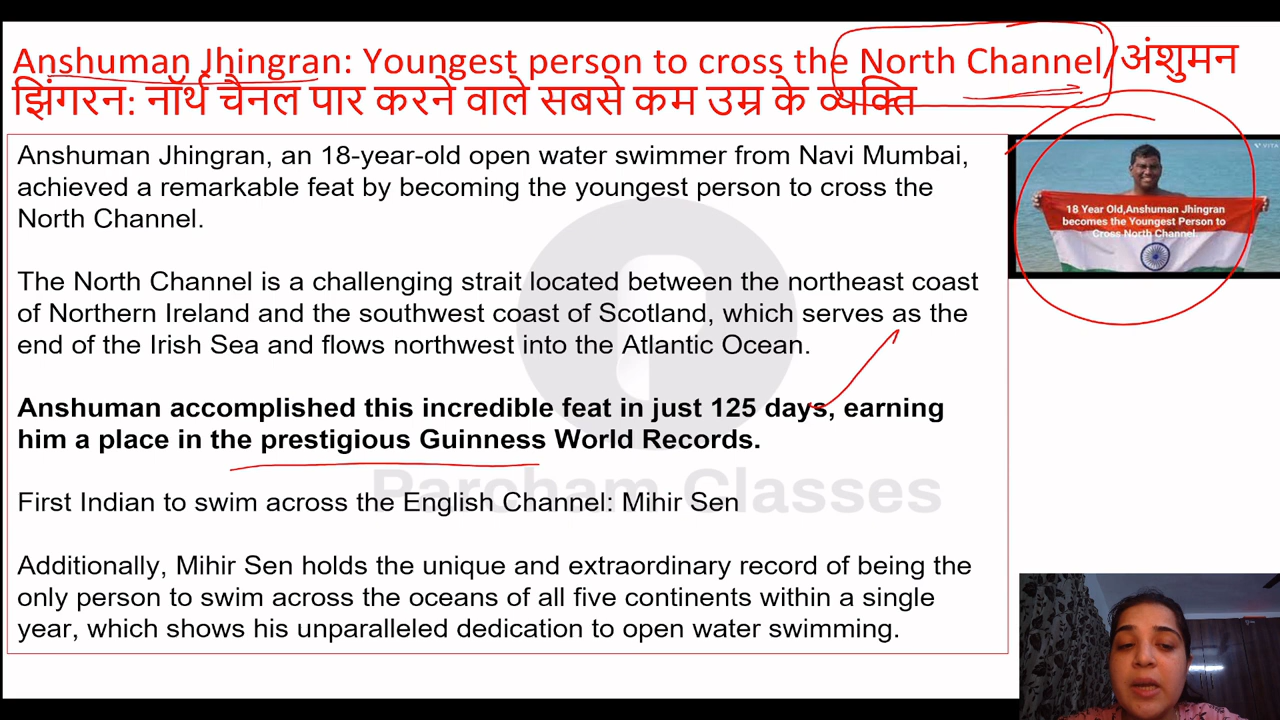 Anshuman Jhingran: Youngest person to cross the North Channel/अंशुमन
झिंगरन: नॉर्थ चैनल पार करने वाले सबसे कम उम्र के व्यक्ति
Anshuman Jhingran, an 18-year-old open water swimmer from Navi Mumbai,
achieved a remarkable feat by becoming the youngest person to cross the
North Channel.
VITA
18 Year Old,Anshuman Jhingran
becomes the Youngest Person to
Cross North Channel.
The North Channel is a challenging strait located between the northeast coast
of Northern Ireland and the southwest coast of Scotland, which serves as the
end of the Irish Sea and flows northwest into the Atlantic Ocean.
Anshuman accomplished this incredible feat in just 125 days, earning
him a place in the prestigious Guinness World Records.
Parcham Classes
First Indian to swim across the English Channel: Mihir Sen
Additionally, Mihir Sen holds the unique and extraordinary record of being the
only person to swim across the oceans of all five continents within a single
year, which shows his unparalleled dedication to open water swimming.